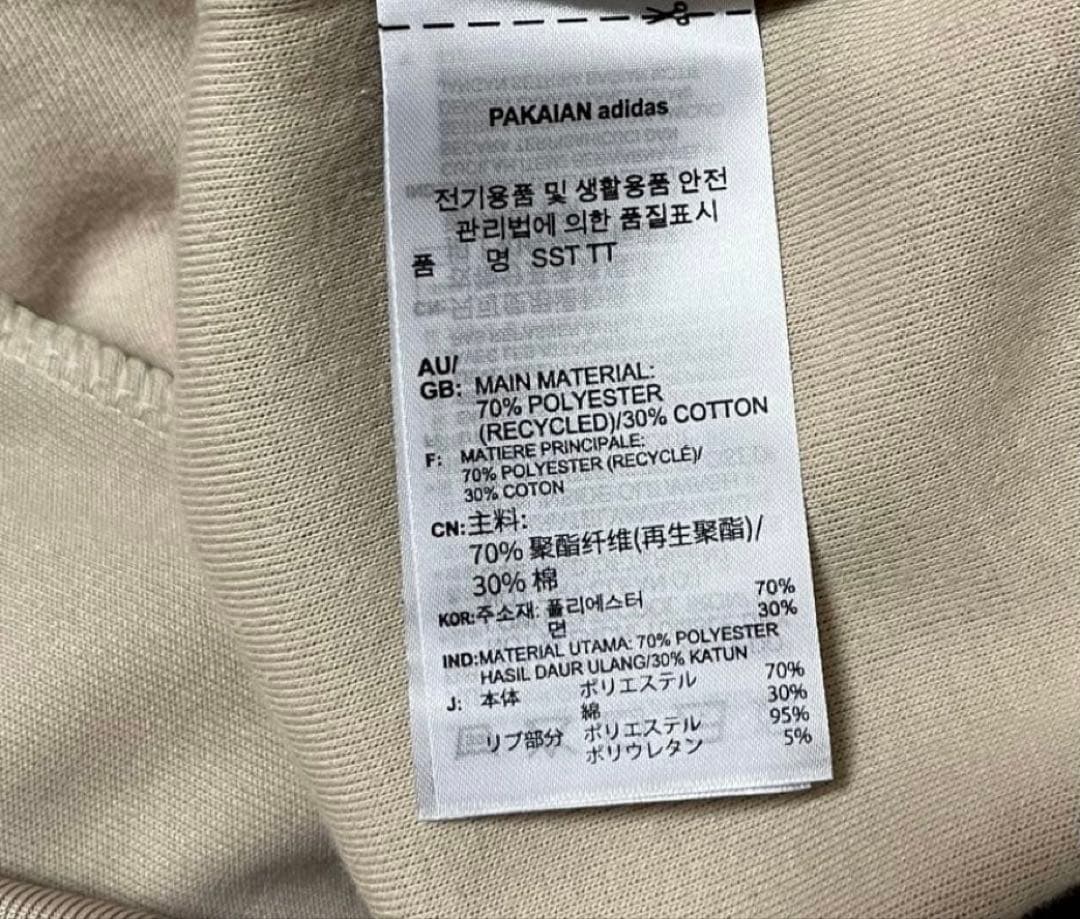 PAKAIAN adidas
전기용품 및 생활용품 안전
관리법에 의한 품질표시
품 명 SST TT
AU/
GB: MAIN MATERIAL:
70% POLYESTER
(RECYCLED)/30% COTTON
F: MATIERE PRINCIPALE:
70% POLYESTER (RECYCLÉ)/
30% COTON
CN: 主料:
70% 聚酯纤维(再生聚酯)/
30% 棉
KOR: 주소재: 폴리에스터 70%
면 30%
IND: MATERIAL UTAMA: 70% POLYESTER
HASIL DAUR ULANG/30% KATUN
J: 本体 ポリエステル 70%
綿 30%
リブ部分 ポリエステル 95%
ポリウレタン 5%